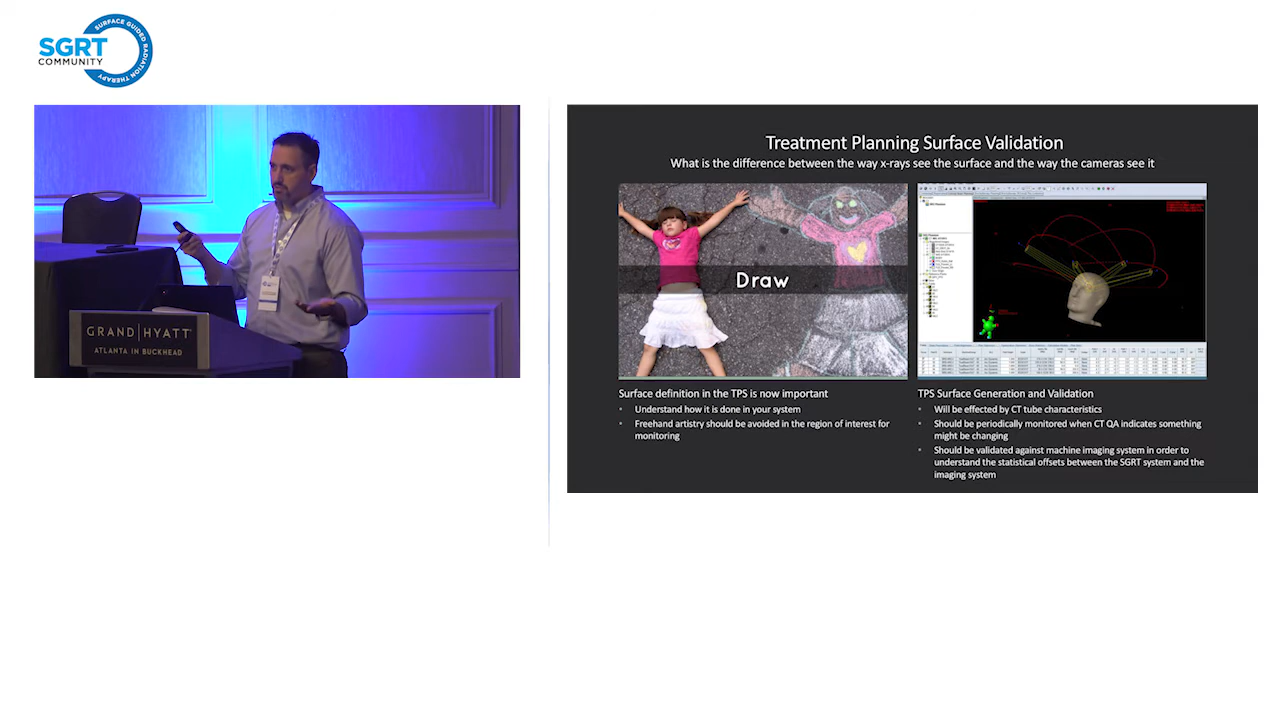 SURFACE GUIDED RADIATION THERAPY
SGRT
COMMUNITY
GRAND HYATT
ATLANTA IN BUCKHEAD
Treatment Planning Surface Validation
What is the difference between the way x-rays see the surface and the way the cameras see it
Draw
Surface definition in the TPS is now important
▪ Understand how it is done in your system
▪ Freehand artistry should be avoided in the region of interest for
monitoring
TPS Surface Generation and Validation
▪ Will be effected by CT tube characteristics
▪ Should be periodically monitored when CT QA indicates something
might be changing
▪ Should be validated against machine imaging system in order to
understand the statistical offsets between the SGRT system and the
imaging system